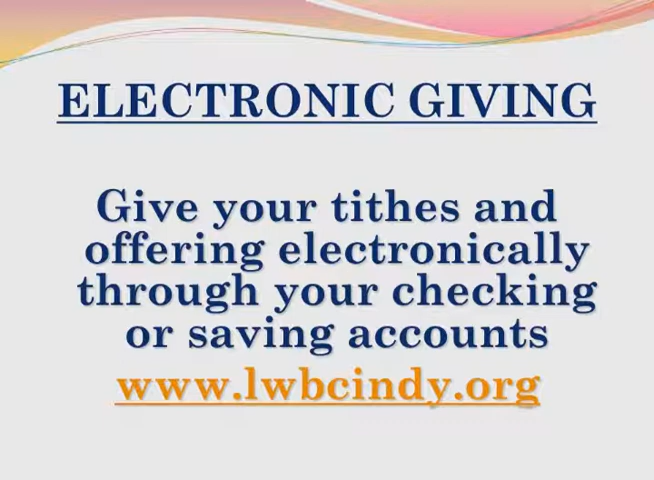 ELECTRONIC GIVING
Give your tithes and
offering electronically
through your checking
or saving accounts
www.lwbcindy.org